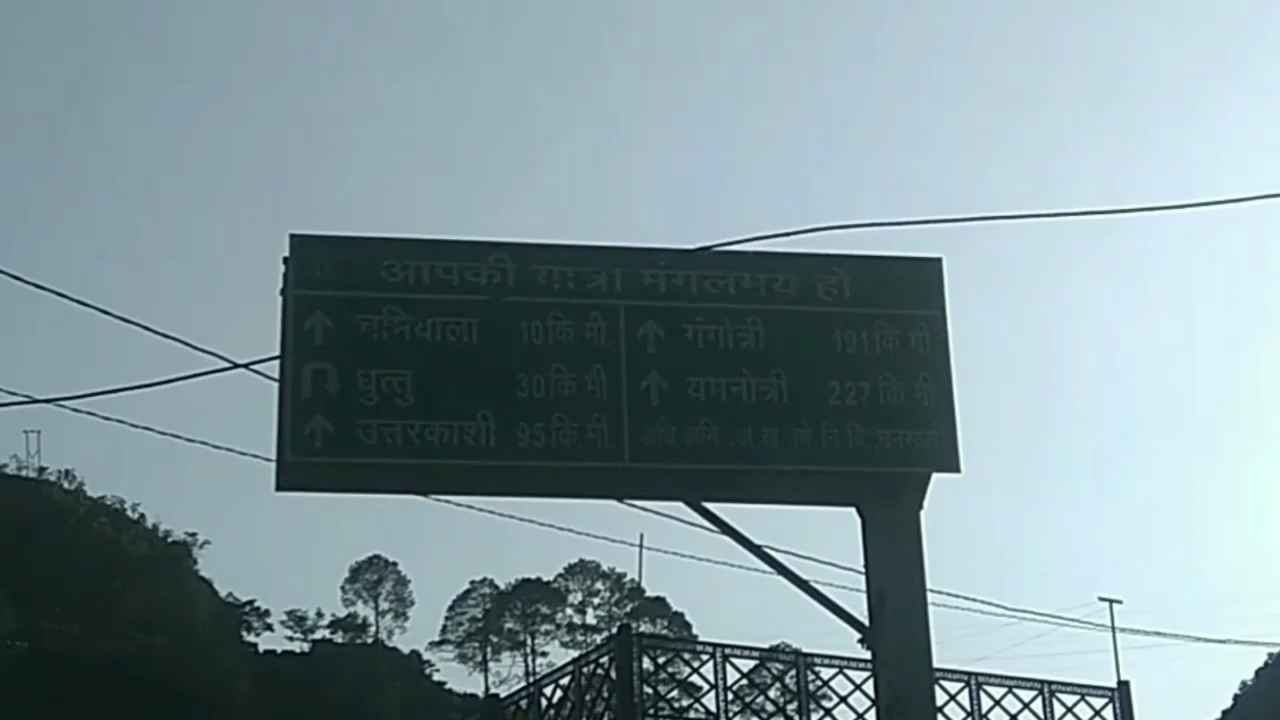 आपकी यात्रा मंगलमय हो
चनियाला 10 कि.मी.
धुत्तु 30 कि.मी
उत्तरकाशी 95 कि.मी.
गंगोत्री 191 कि.मी
यमनोत्री 227 कि.मी